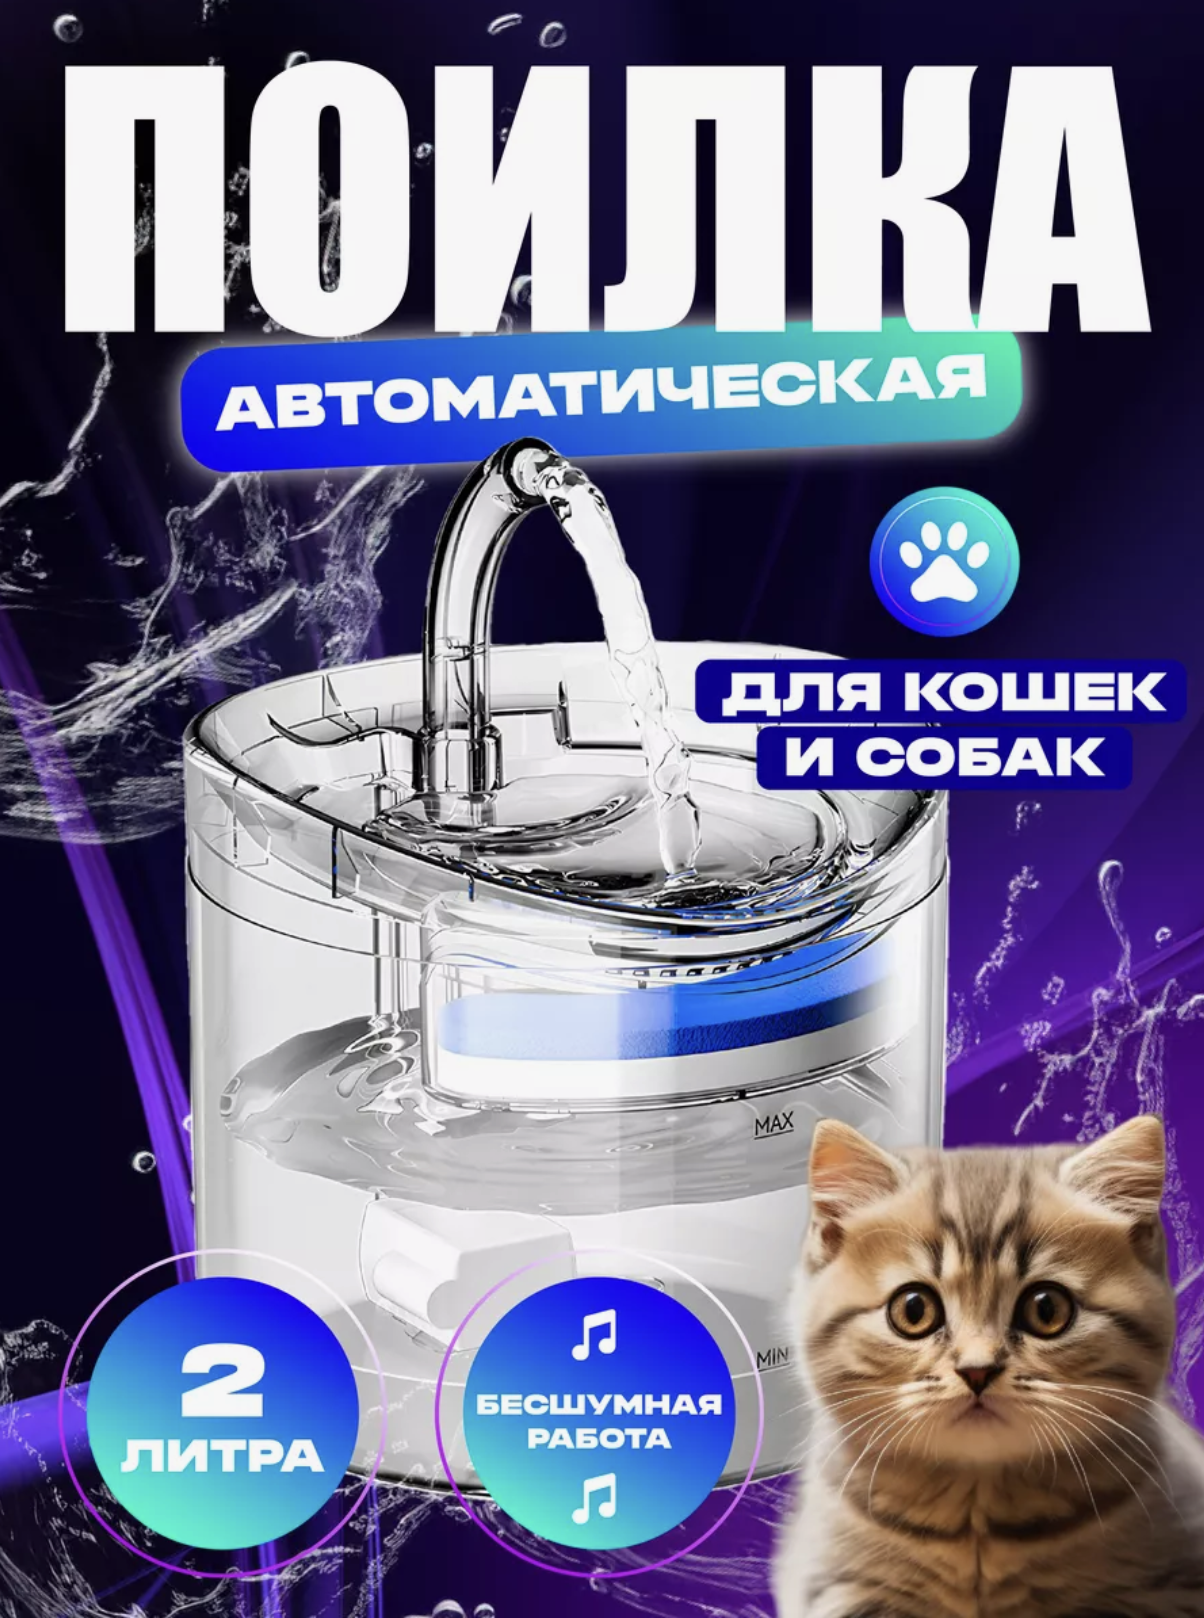 ПОИЛКА
АВТОМАТИЧЕСКАЯ
ДЛЯ КОШЕК
И СОБАК
MAX
MIN
2
ЛИТРА
БЕСШУМНАЯ
РАБОТА